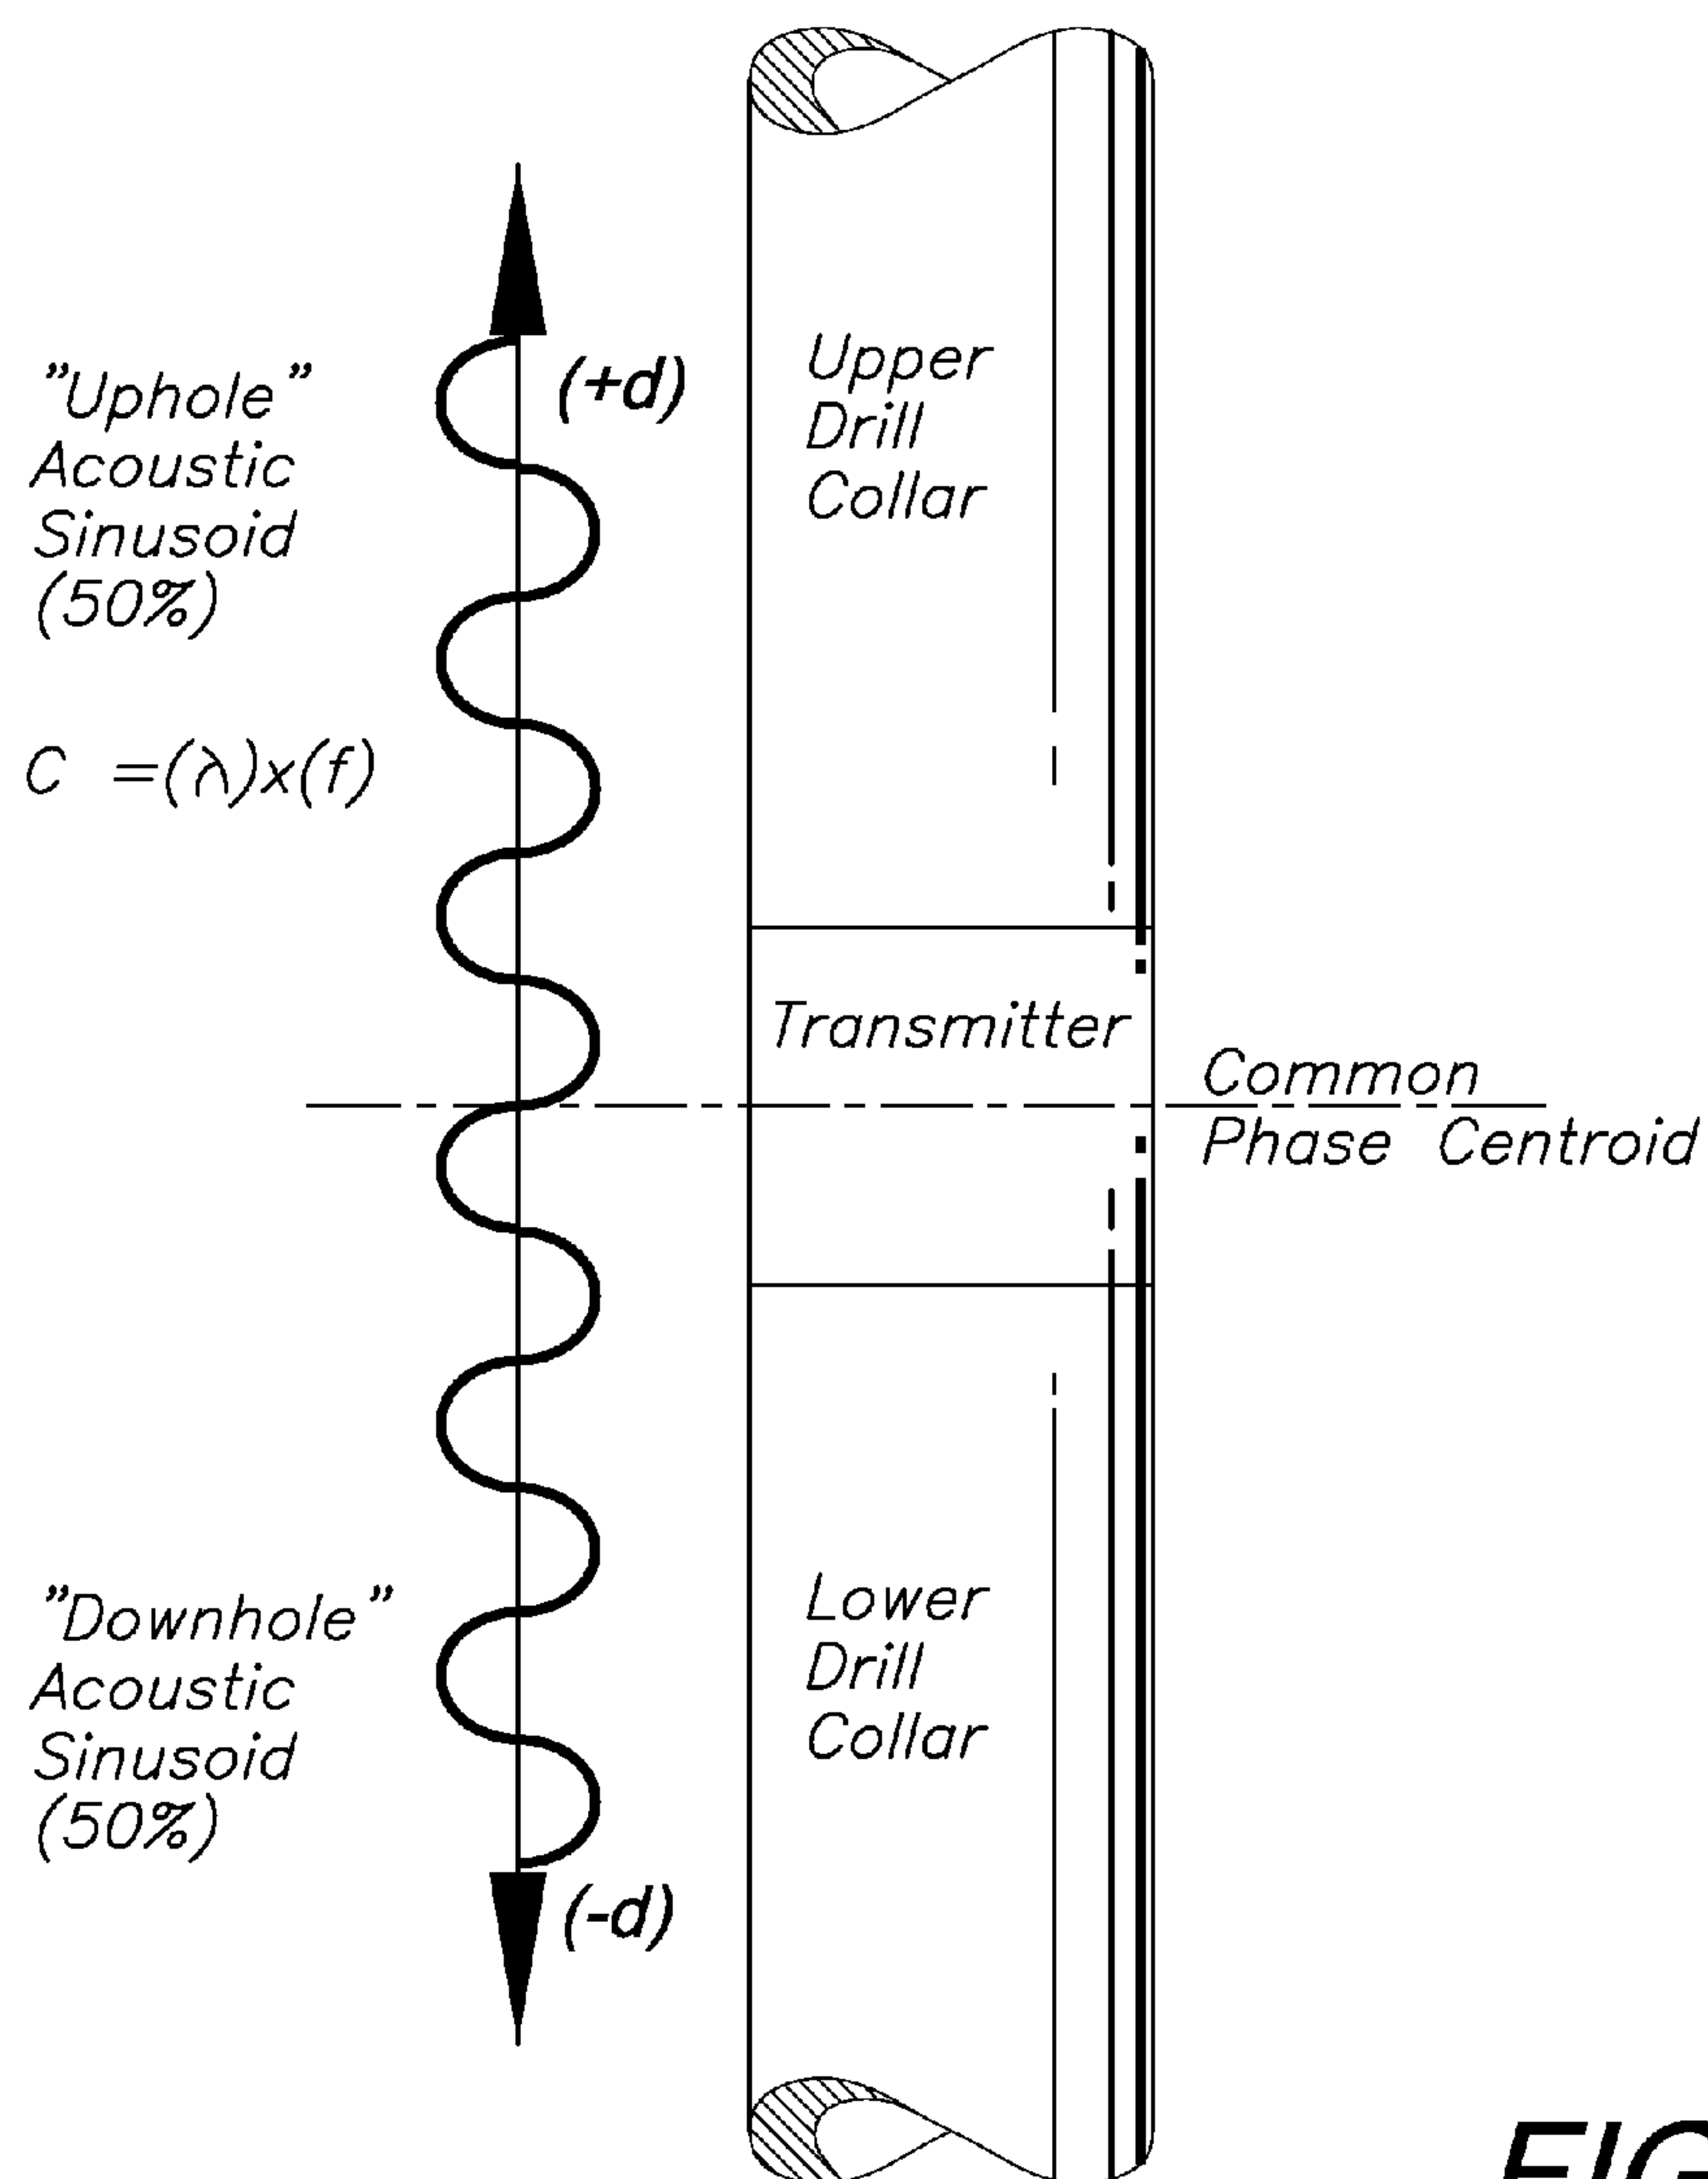 "Uphole"
Acoustic
Sinusoid
(50%)
(+d)
C =(λ)x(f)
Upper
Drill
Collar
Transmitter
Common
Phase Centroid
"Downhole"
Acoustic
Sinusoid
(50%)
(-d)
Lower
Drill
Collar